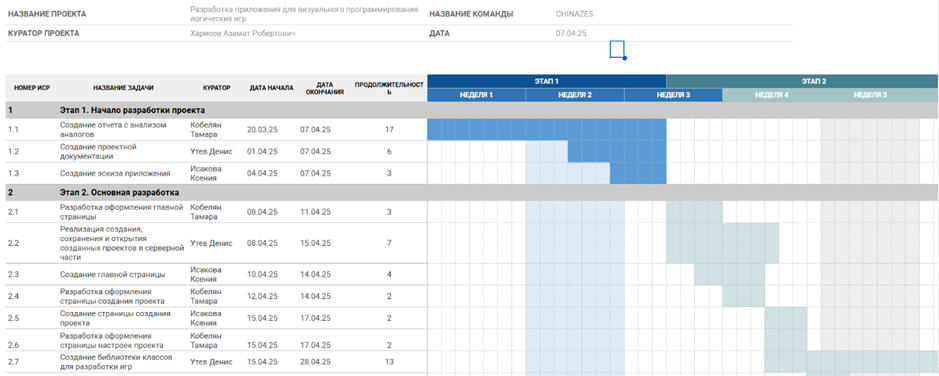 НАЗВАНИЕ ПРОЕКТА
Разработка приложения для визуального программирования
логических игр
НАЗВАНИЕ КОМАНДЫ
CHINAZES
КУРАТОР ПРОЕКТА
Харисов Азамат Робертович
ДАТА
07.04.25
НОМЕР ИСР
НАЗВАНИЕ ЗАДАЧИ
КУРАТОР
ДАТА НАЧАЛА
ДАТА
ОКОНЧАНИЯ
ПРОДОЛЖИТЕЛЬНОСТ
Ь
ЭТАП 1
ЭТАП 2
НЕДЕЛЯ 1
НЕДЕЛЯ 2
НЕДЕЛЯ 3
НЕДЕЛЯ 4
НЕДЕЛЯ 5
1 Этап 1. Начало разработки проекта
1.1
Создание отчета с анализом
аналогов
Кобелян
Тамара
20.03.25
07.04.25
17
1.2
Создание проектной
документации
Утев Денис
01.04.25
07.04.25
6
1.3
Создание эскиза приложения
Исакова
Ксения
04.04.25
07.04.25
3
2 Этап 2. Основная разработка
2.1
Разработка оформления главной
страницы
Кобелян
Тамара
08.04.25
11.04.25
3
2.2
Реализация создания,
сохранения и открытия
созданных проектов в серверной
части
Утев Денис
08.04.25
15.04.25
7
2.3
Создание главной страницы
Исакова
Ксения
10.04.25
14.04.25
4
2.4
Разработка оформления
страницы создания проекта
Кобелян
Тамара
12.04.25
14.04.25
2
2.5
Создание страницы создания
проекта
Исакова
Ксения
15.04.25
17.04.25
2
2.6
Разработка оформления
страницы настроек проекта
Кобелян
Тамара
15.04.25
17.04.25
2
2.7
Создание библиотеки классов
для разработки игр
Утев Денис
15.04.25
28.04.25
13